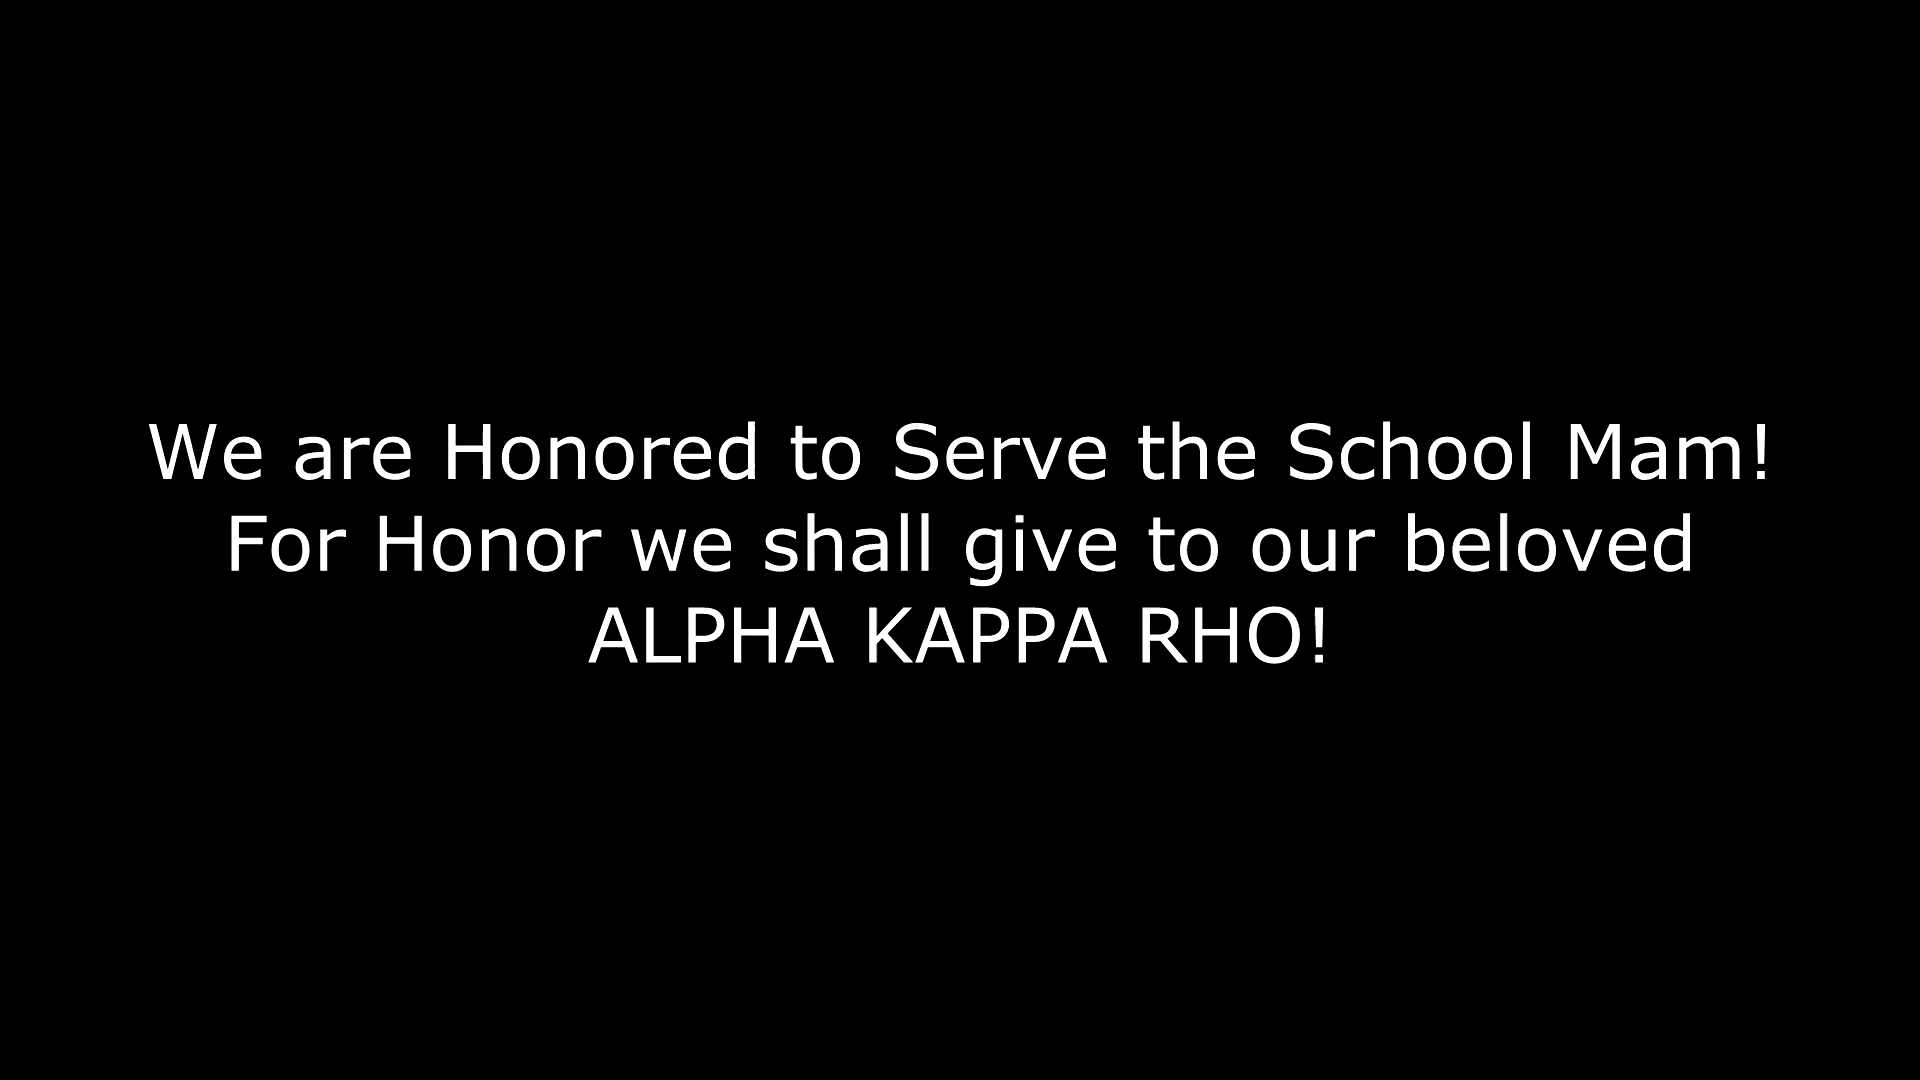 We are Honored to Serve the School Mam!
For Honor we shall give to our beloved
ALPHA KAPPA RHO!